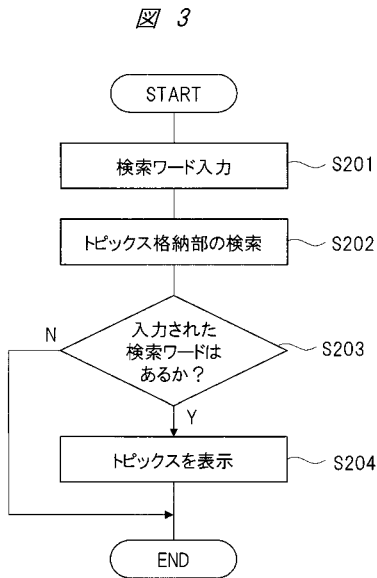 図 3
START
検索ワード入力
S201
トピックス格納部の検索
S202
入力された
検索ワードは
あるか？
S203
N
Y
トピックスを表示
S204
END